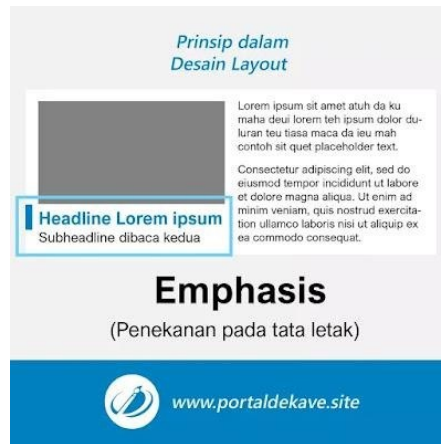 Prinsip dalam
Desain Layout
Lorem ipsum sit amet atuh da ku
maha deui lorem teh ipsum dolor du-
luran teu tiasa maca da ieu mah
contoh sit quet placeholder text.
Consectetur adipiscing elit, sed do
eiusmod tempor incididunt ut labore
et dolore magna aliqua. Ut enim ad
minim veniam, quis nostrud exercita-
tion ullamco laboris nisi ut aliquip ex
ea commodo consequat.
Headline Lorem ipsum
Subheadline dibaca kedua
Emphasis
(Penekanan pada tata letak)
www.portaldekave.site